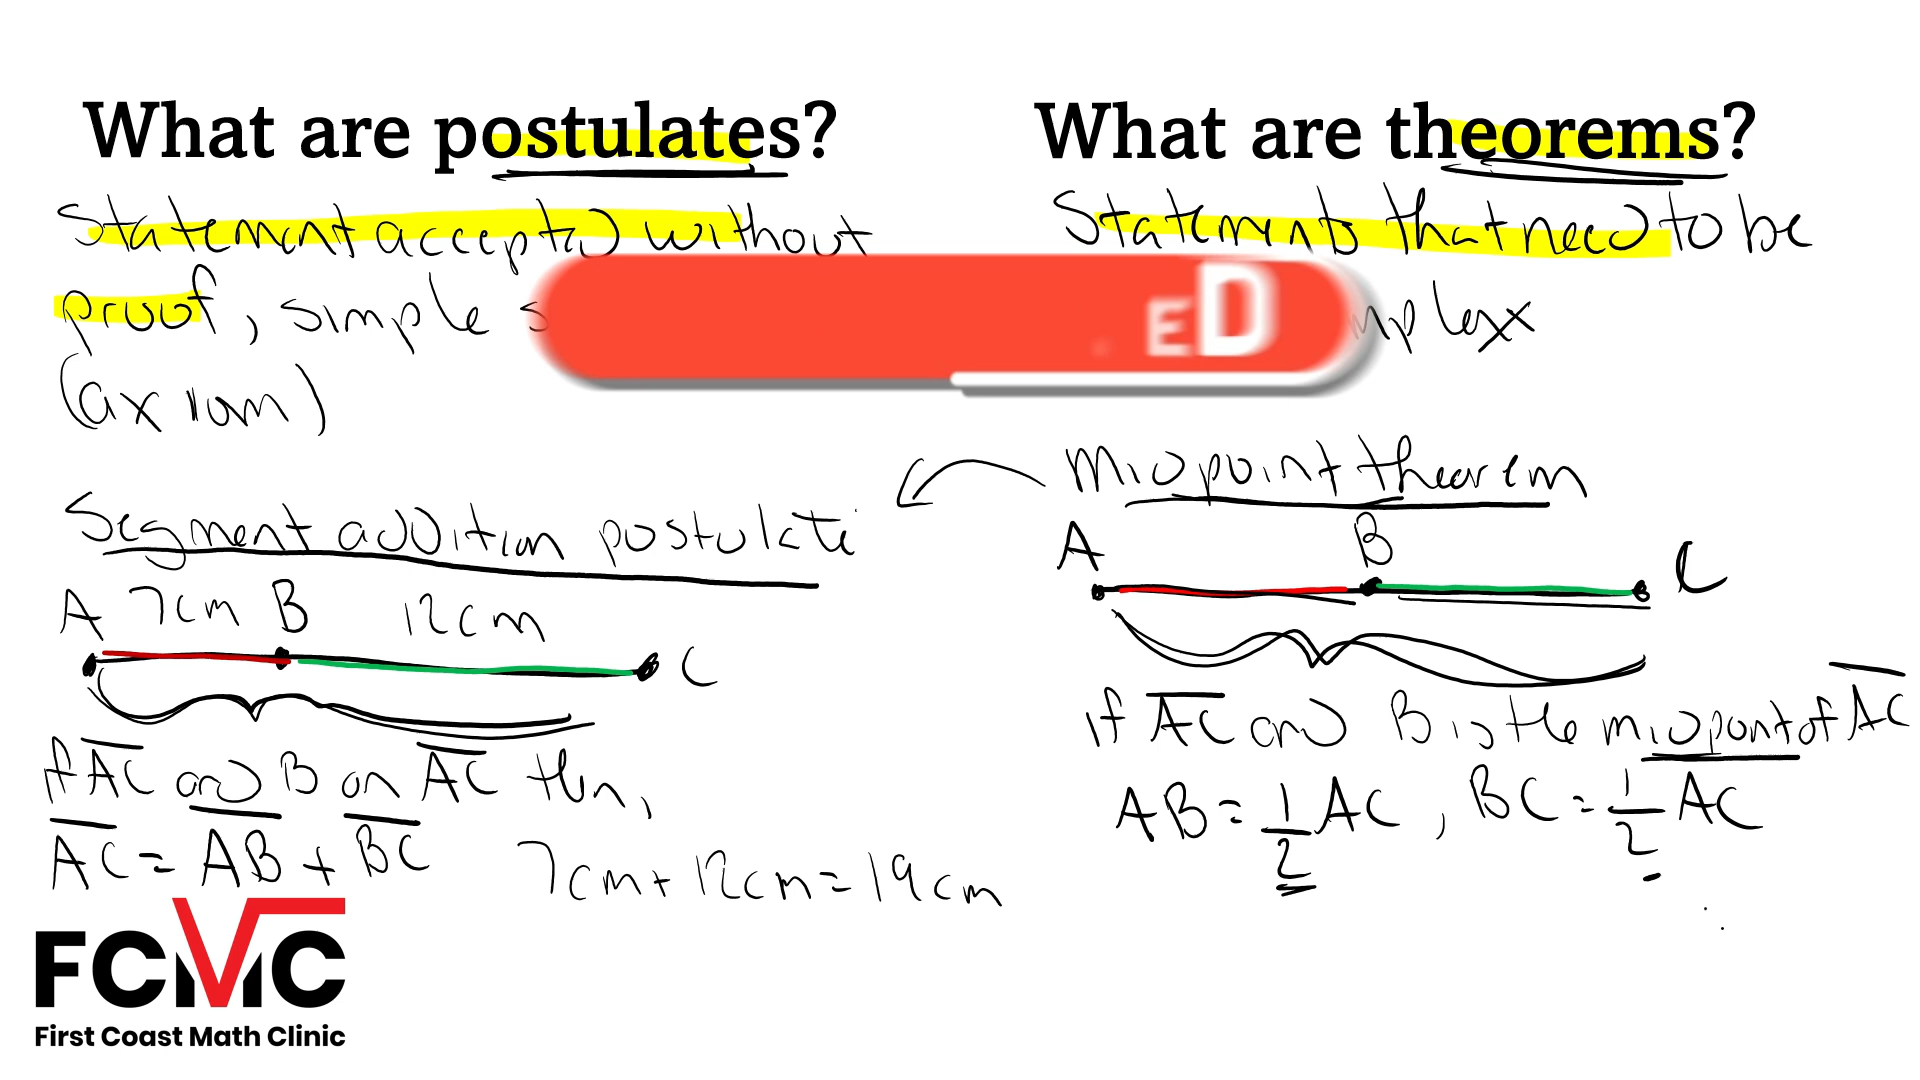 What are postulates?
Statement accepted without
proof, simple
(axiom)
Segment addition postulate
A 7cm B 12cm
C
If AC and B on AC then,
AC = AB + BC 7cm + 12cm = 19cm
What are theorems?
Statements that need to be
ED
midpoint theorem
A B C
if AC and B is the midpoint of AC
AB = 1/2 AC, BC = 1/2 AC
FCMC
First Coast Math Clinic